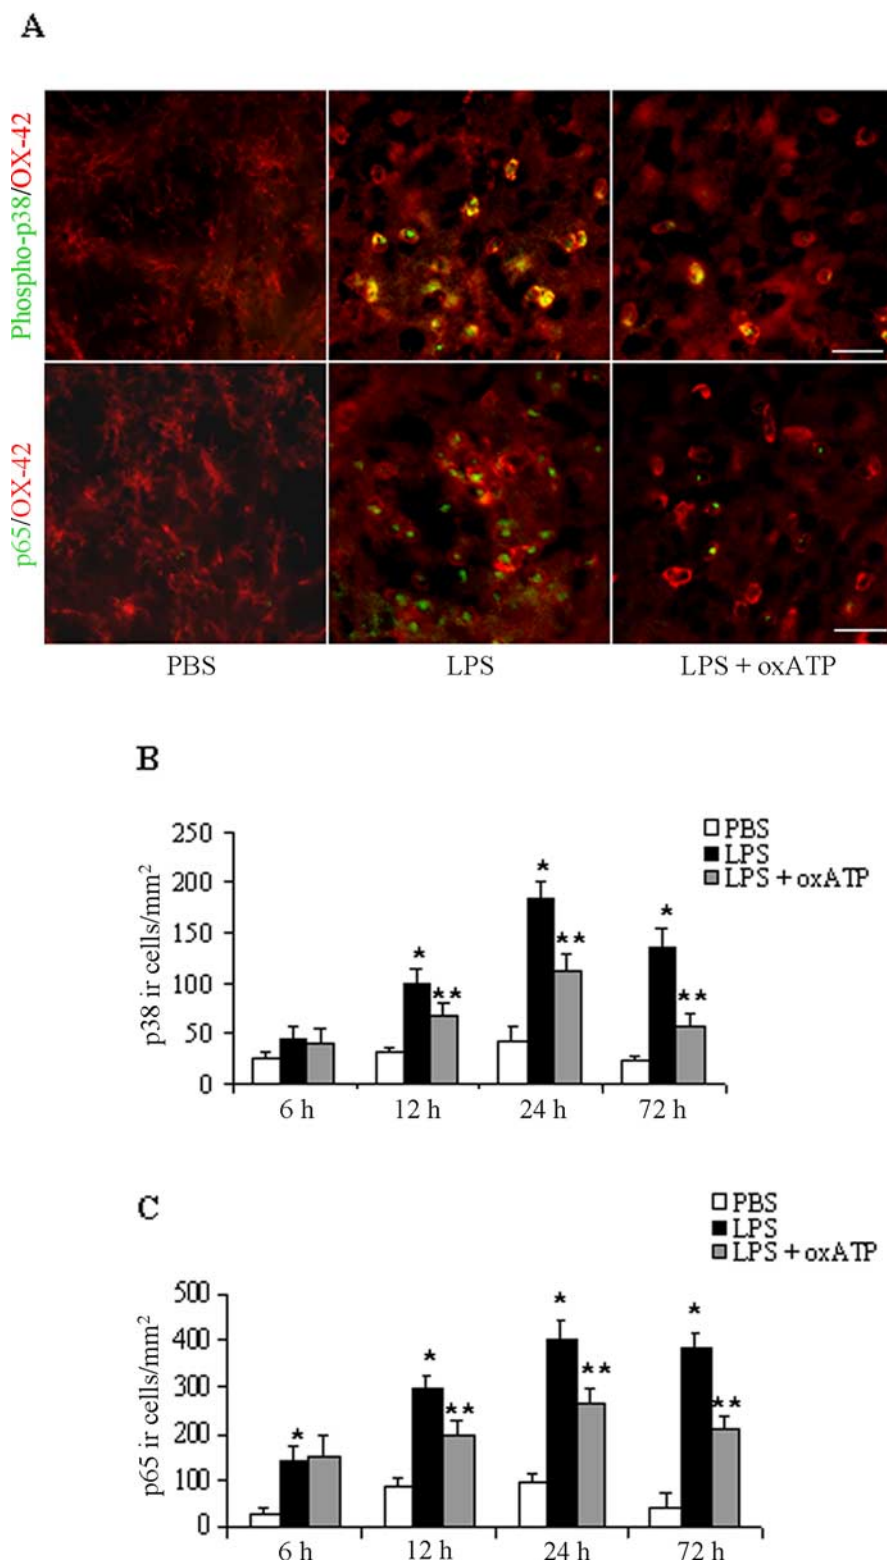 A
Phospho-p38/OX-42
p65/OX-42
PBS
LPS
LPS + oxATP
B
PBS
LPS
LPS + oxATP
p38 ir cells/mm²
250
200
150
100
50
0
*
**
*
**
*
**
6 h
12 h
24 h
72 h
C
PBS
LPS
LPS + oxATP
p65 ir cells/mm²
500
400
300
200
100
0
*
*
**
*
**
*
**
6 h
12 h
24 h
72 h